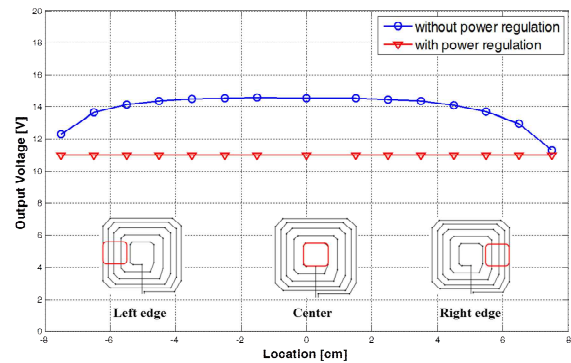 20
18
16
14
12
10
8
6
4
2
0
Output Voltage [V]
without power regulation
with power regulation
Left edge
Center
Right edge
-8
-6
-4
-2
0
2
4
6
8
Location [cm]